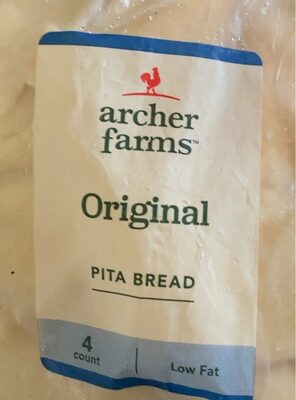 archer
farms™
Original
PITA BREAD
4
count
Low Fat